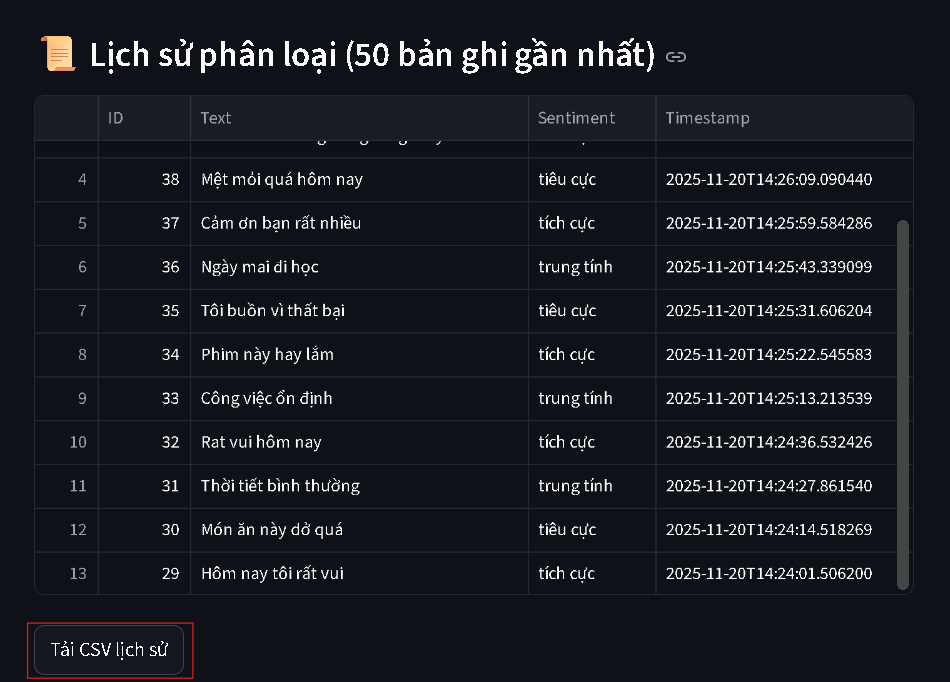 Lịch sử phân loại (50 bản ghi gần nhất)
ID Text Sentiment Timestamp
4 38 Mệt mỏi quá hôm nay tiêu cực 2025-11-20T14:26:09.090440
5 37 Cảm ơn bạn rất nhiều tích cực 2025-11-20T14:25:59.584286
6 36 Ngày mai đi học trung tính 2025-11-20T14:25:43.339099
7 35 Tôi buồn vì thất bại tiêu cực 2025-11-20T14:25:31.606204
8 34 Phim này hay lắm tích cực 2025-11-20T14:25:22.545583
9 33 Công việc ổn định trung tính 2025-11-20T14:25:13.213539
10 32 Rat vui hôm nay tích cực 2025-11-20T14:24:36.532426
11 31 Thời tiết bình thường trung tính 2025-11-20T14:24:27.861540
12 30 Món ăn này dở quá tiêu cực 2025-11-20T14:24:14.518269
13 29 Hôm nay tôi rất vui tích cực 2025-11-20T14:24:01.506200
Tải CSV lịch sử